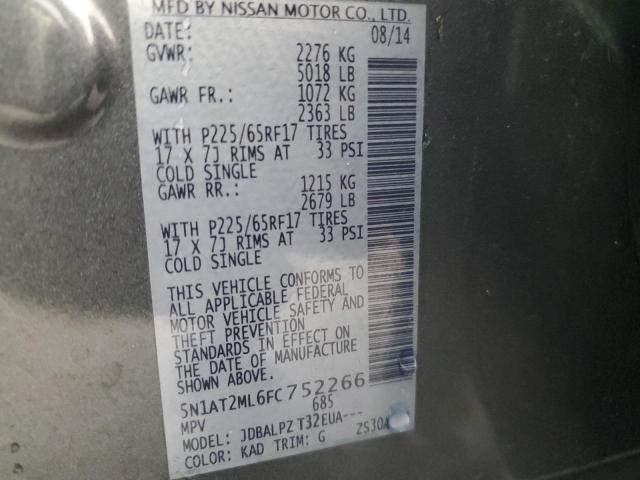 MFD BY NISSAN MOTOR CO., LTD.
DATE: 08/14
GVWR: 2276 KG
5018 LB
GAWR FR.: 1072 KG
2363 LB
WITH P225/65RF17 TIRES
17 X 7J RIMS AT 33 PSI
COLD SINGLE
GAWR RR.: 1215 KG
2679 LB
WITH P225/65RF17 TIRES
17 X 7J RIMS AT 33 PSI
COLD SINGLE
THIS VEHICLE CONFORMS TO
ALL APPLICABLE FEDERAL
MOTOR VEHICLE SAFETY AND
THEFT PREVENTION
STANDARDS IN EFFECT ON
THE DATE OF MANUFACTURE
SHOWN ABOVE.
5N1AT2ML6FC752266
MPV 685
MODEL: JDBALPZ T32EUA---
COLOR: KAD TRIM: G ZS30A